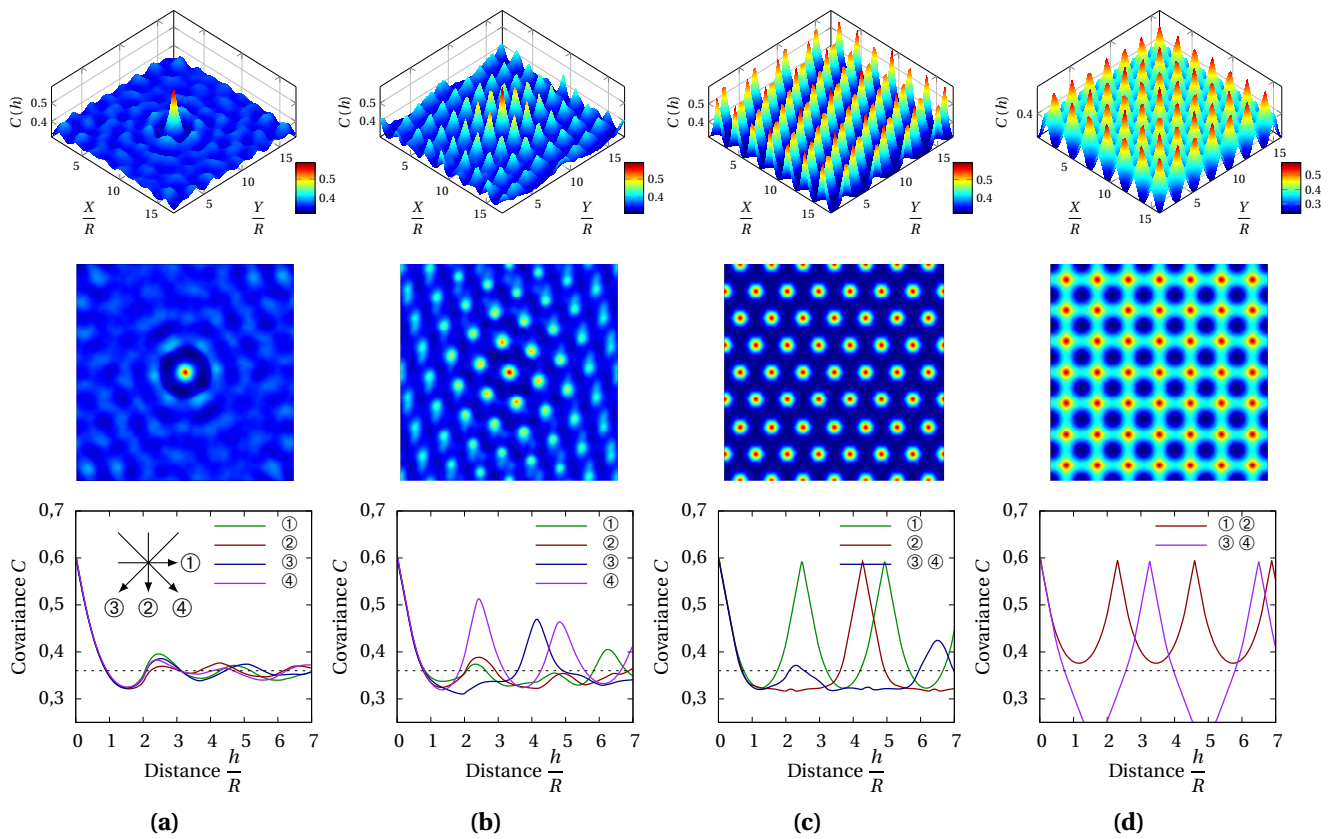 C (h)
0.5
0.4
5
10
15
X
R
5
10
15
Y
R
0.5
0.4
C (h)
0.5
0.4
5
10
15
X
R
5
10
15
Y
R
0.5
0.4
C (h)
0.5
0.4
5
10
15
X
R
5
10
15
Y
R
0.5
0.4
C (h)
0.4
5
10
15
X
R
5
10
15
Y
R
0.5
0.4
0.3
Covariance C
0,7
0,6
0,5
0,4
0,3
0 1 2 3 4 5 6 7
Distance h
R
① ② ③ ④
①
②
③
④
(a)
Covariance C
0,7
0,6
0,5
0,4
0,3
0 1 2 3 4 5 6 7
Distance h
R
①
②
③
④
(b)
Covariance C
0,7
0,6
0,5
0,4
0,3
0 1 2 3 4 5 6 7
Distance h
R
①
②
③ ④
(c)
Covariance C
0,7
0,6
0,5
0,4
0,3
0 1 2 3 4 5 6 7
Distance h
R
① ②
③ ④
(d)